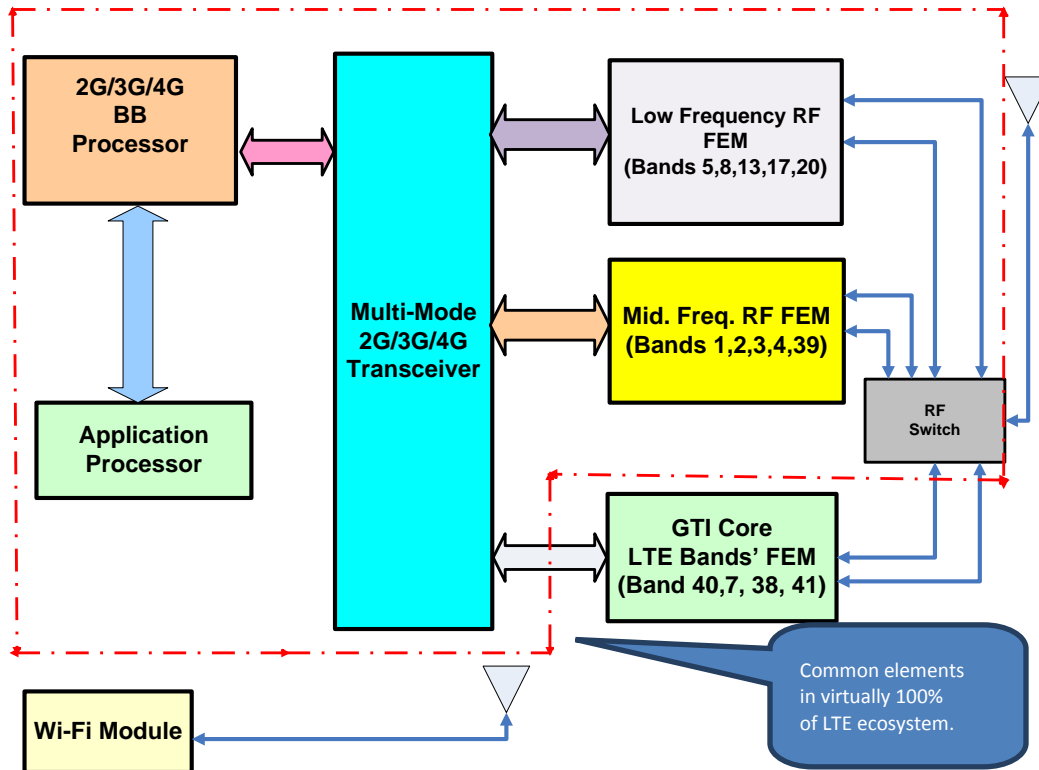 2G/3G/4G
BB
Processor
Multi-Mode
2G/3G/4G
Transceiver
Low Frequency RF
FEM
(Bands 5,8,13,17,20)
Mid. Freq. RF FEM
(Bands 1,2,3,4,39)
RF
Switch
Application
Processor
GTI Core
LTE Bands' FEM
(Band 40,7, 38, 41)
Common elements
in virtually 100%
of LTE ecosystem.
Wi-Fi Module